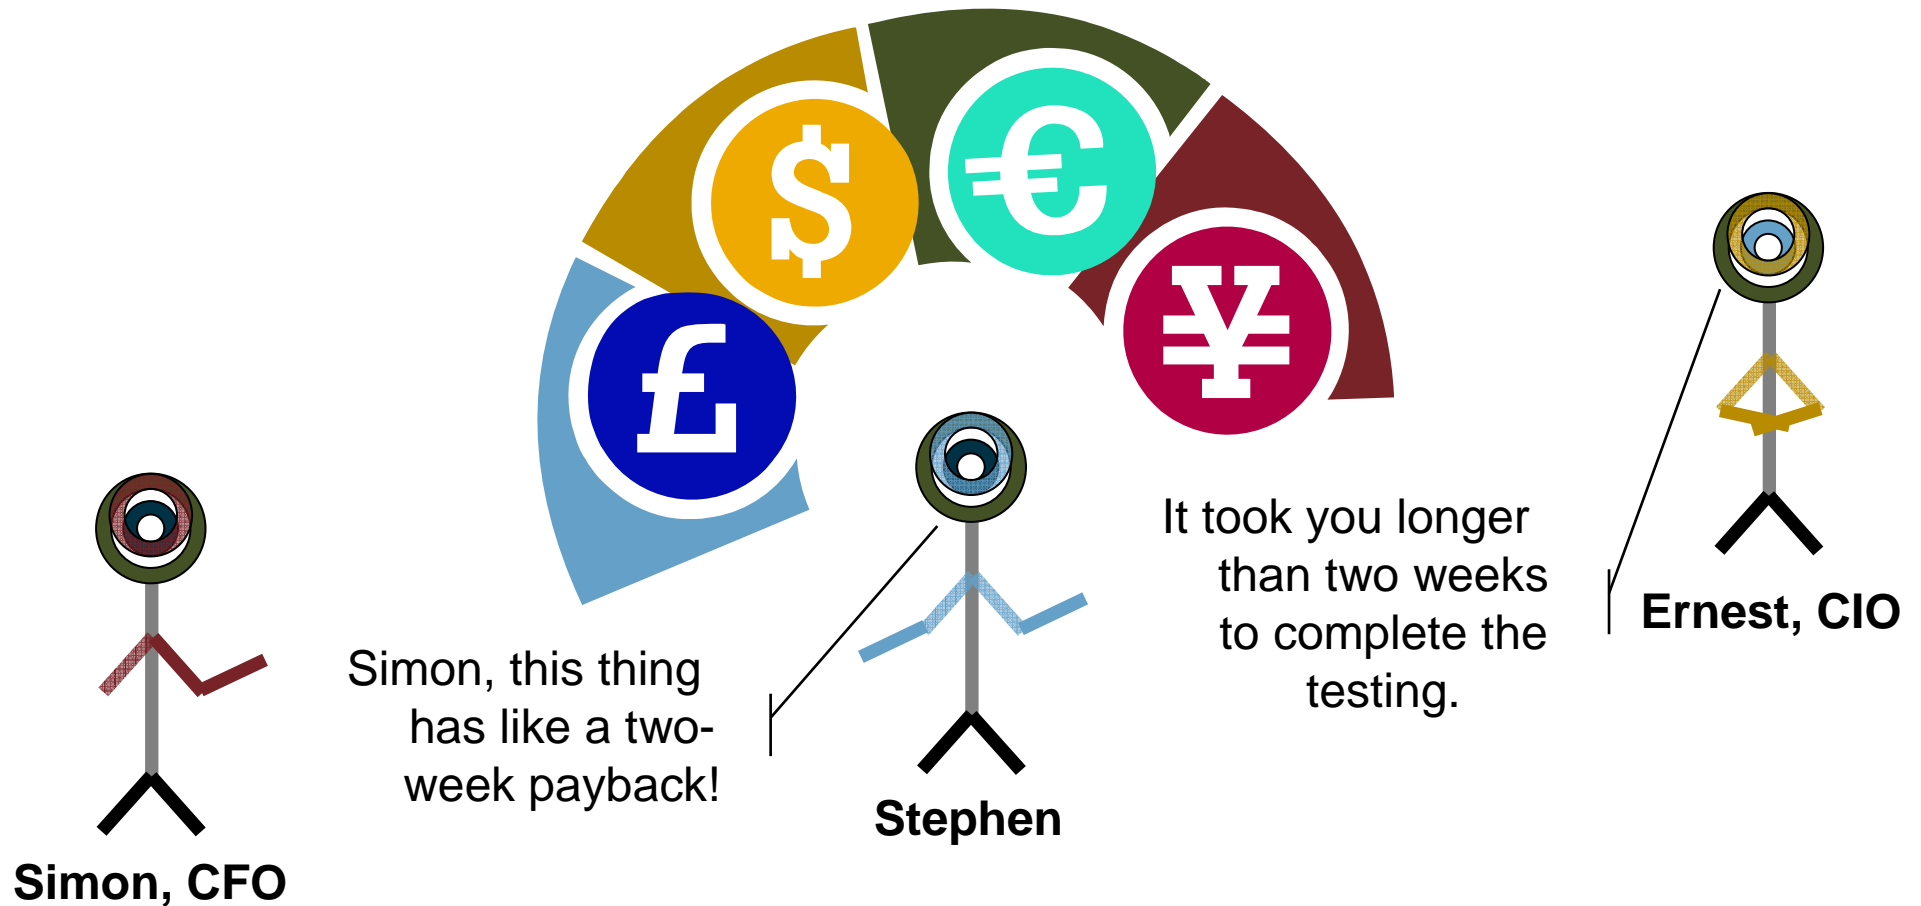 £
$
€
¥
Simon, this thing
has like a two-
week payback!
It took you longer
than two weeks
to complete the
testing.
Simon, CFO
Stephen
Ernest, CIO